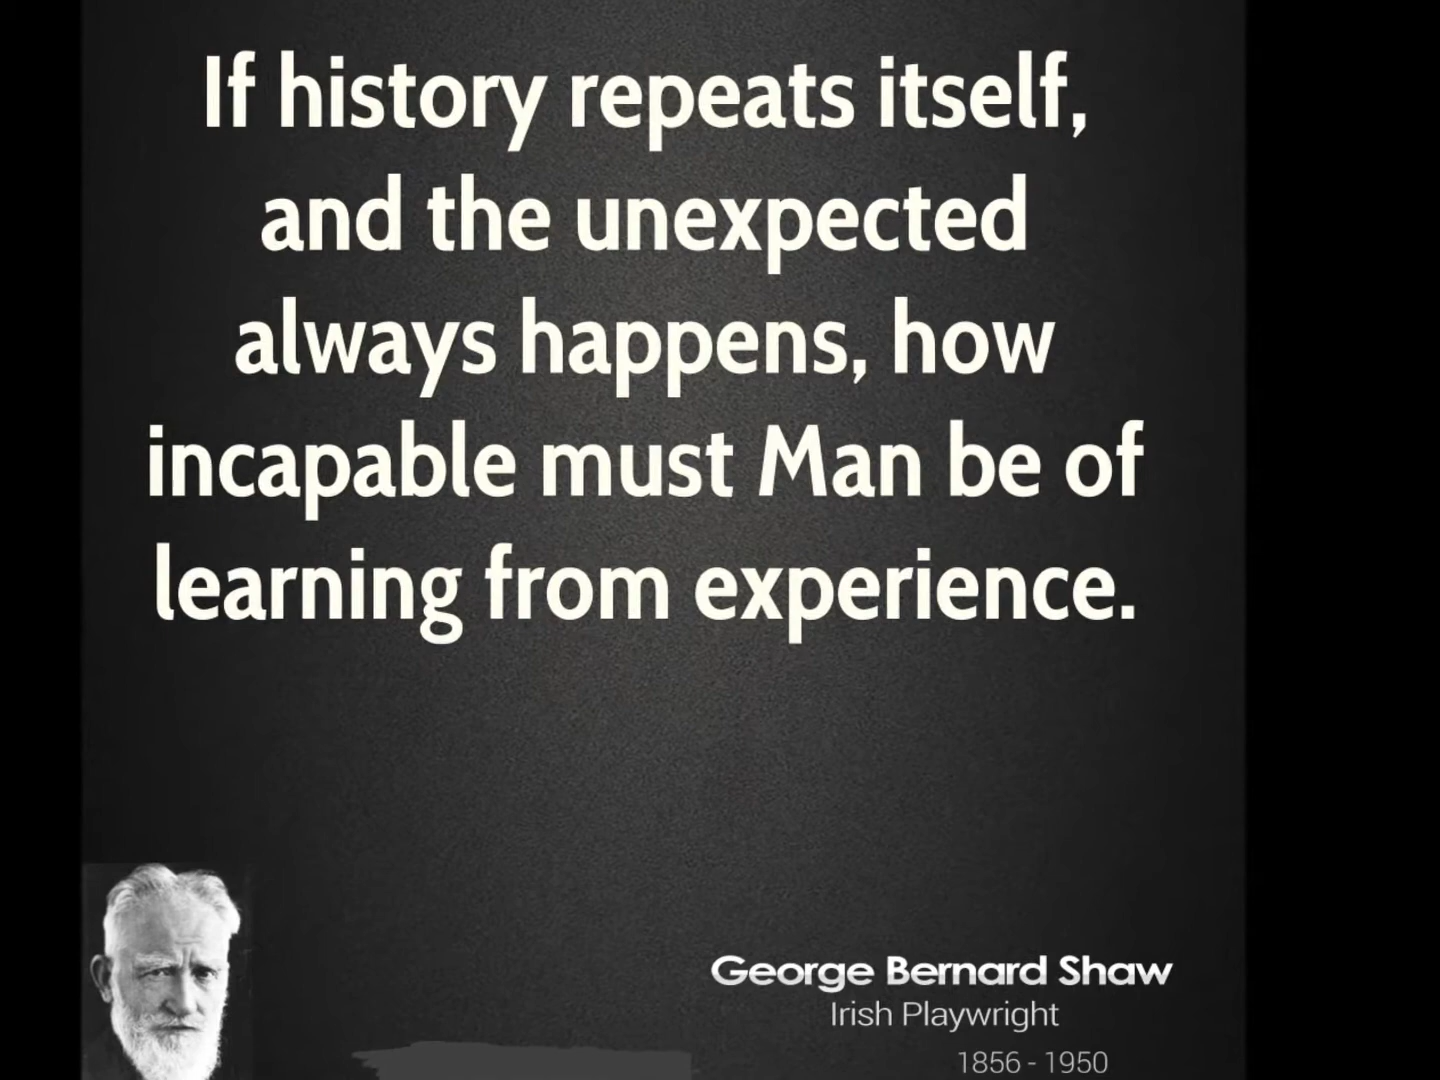 If history repeats itself,
and the unexpected
always happens, how
incapable must Man be of
learning from experience.
George Bernard Shaw
Irish Playwright
1856 - 1950